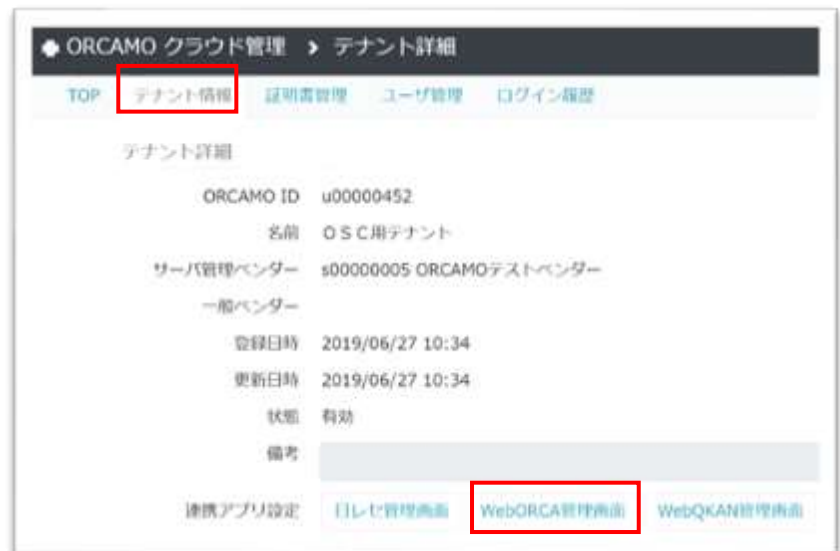 ORCAMO クラウド管理 › テナント詳細
TOP テナント情報 証明書管理 ユーザ管理 ログイン履歴
テナント詳細
ORCAMO ID u00000452
名前 OSC用テナント
サーバ管理ベンダー s00000005 ORCAMOテストベンダー
一般ベンダー
登録日時 2019/06/27 10:34
更新日時 2019/06/27 10:34
状態 有効
備考
連携アプリ設定 日レセ管理画面 WebORCA管理画面 WebQKAN管理画面